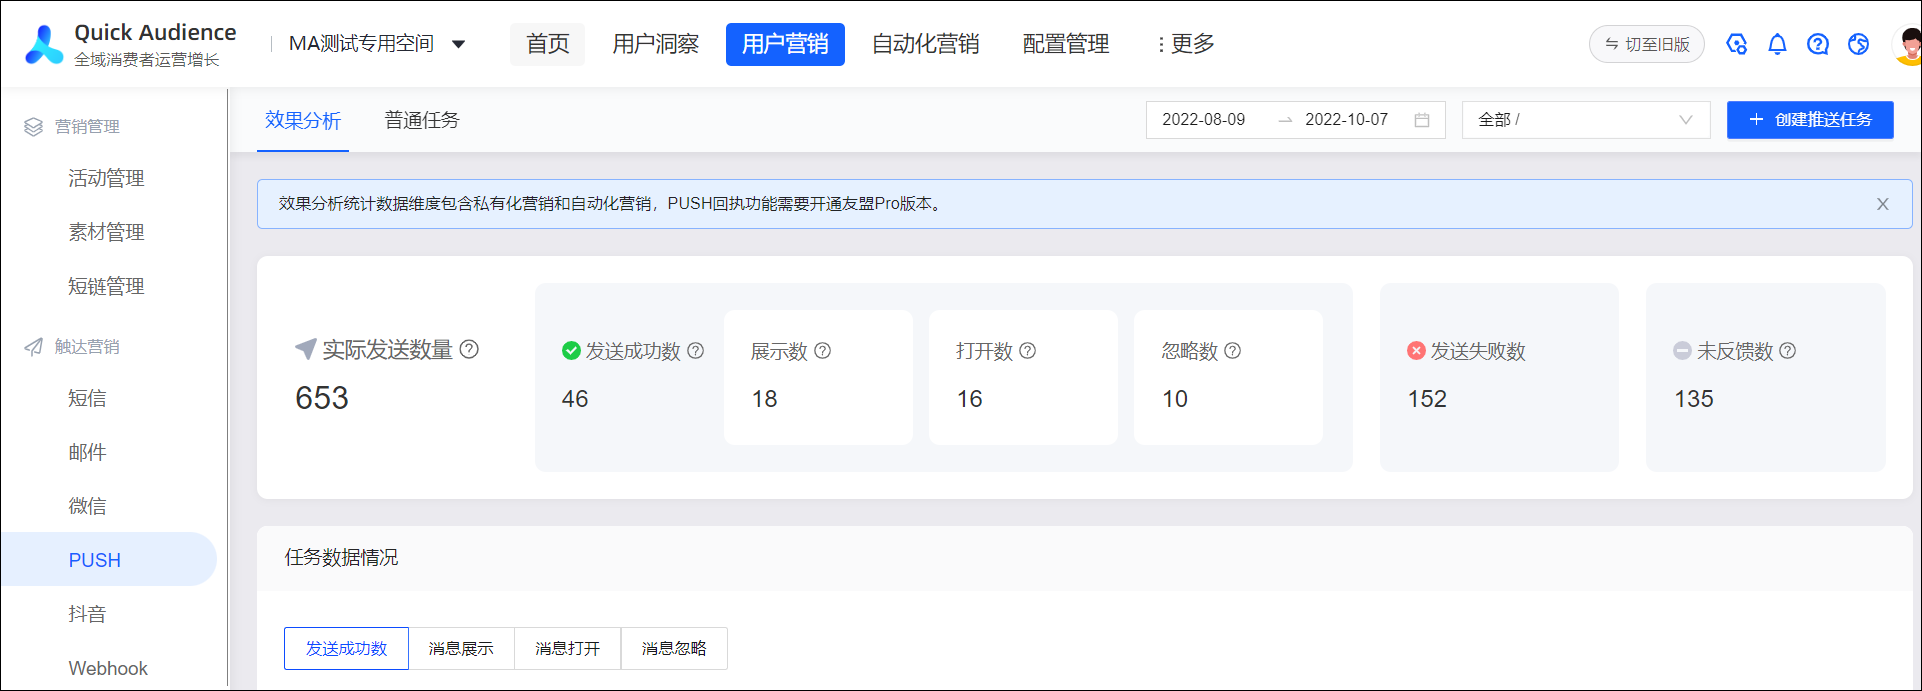 Quick Audience
全域消费者运营增长
MA测试专用空间
首页
用户洞察
用户营销
自动化营销
配置管理
更多
切至旧版
营销管理
活动管理
素材管理
短链管理
触达营销
短信
邮件
微信
PUSH
抖音
Webhook
效果分析
普通任务
2022-08-09 → 2022-10-07
全部 /
+ 创建推送任务
效果分析统计数据维度包含私有化营销和自动化营销，PUSH回执功能需要开通友盟Pro版本。
实际发送数量
653
发送成功数
46
展示数
18
打开数
16
忽略数
10
发送失败数
152
未反馈数
135
任务数据情况
发送成功数
消息展示
消息打开
消息忽略